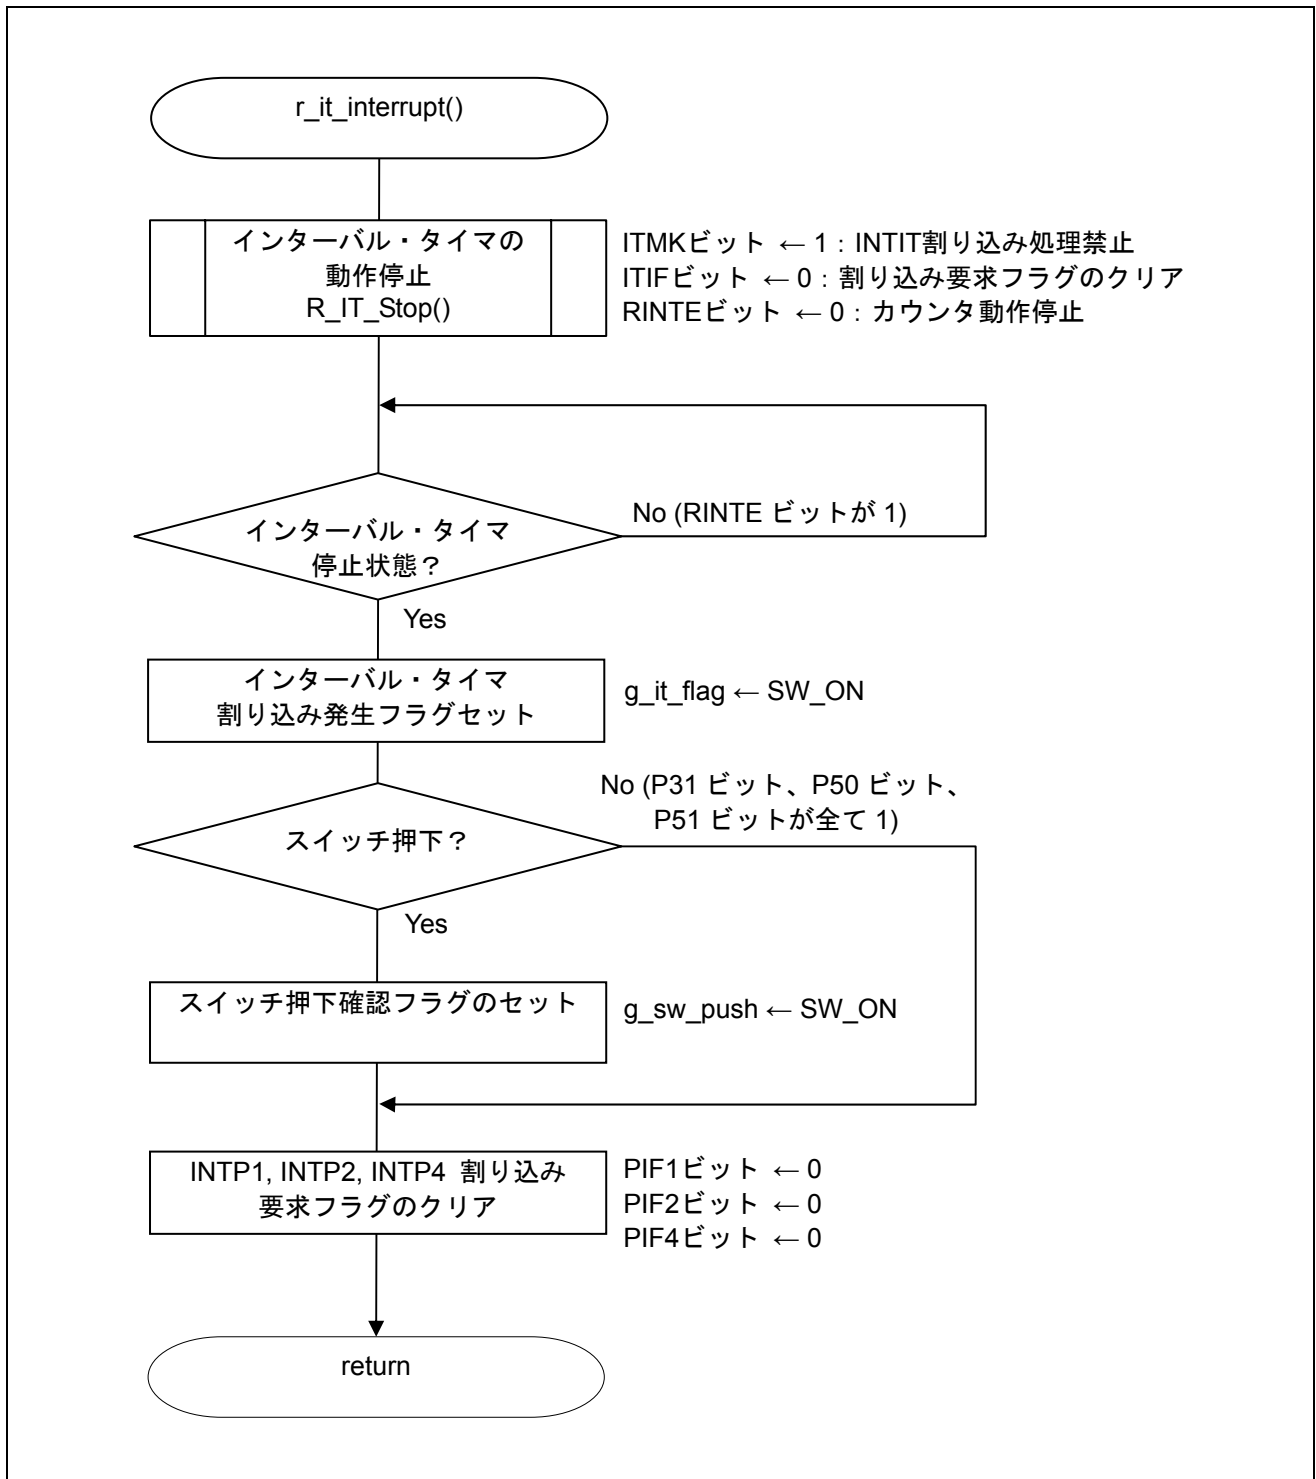 r_it_interrupt()
インターバル・タイマの
動作停止
R_IT_Stop()
ITMKビット ← 1：INTIT割り込み処理禁止
ITIFビット ← 0：割り込み要求フラグのクリア
RINTEビット ← 0：カウンタ動作停止
インターバル・タイマ
停止状態？
No (RINTE ビットが 1)
Yes
インターバル・タイマ
割り込み発生フラグセット
g_it_flag ← SW_ON
スイッチ押下？
No (P31 ビット、P50 ビット、
P51 ビットが全て 1)
Yes
スイッチ押下確認フラグのセット
g_sw_push ← SW_ON
INTP1, INTP2, INTP4 割り込み
要求フラグのクリア
PIF1ビット ← 0
PIF2ビット ← 0
PIF4ビット ← 0
return